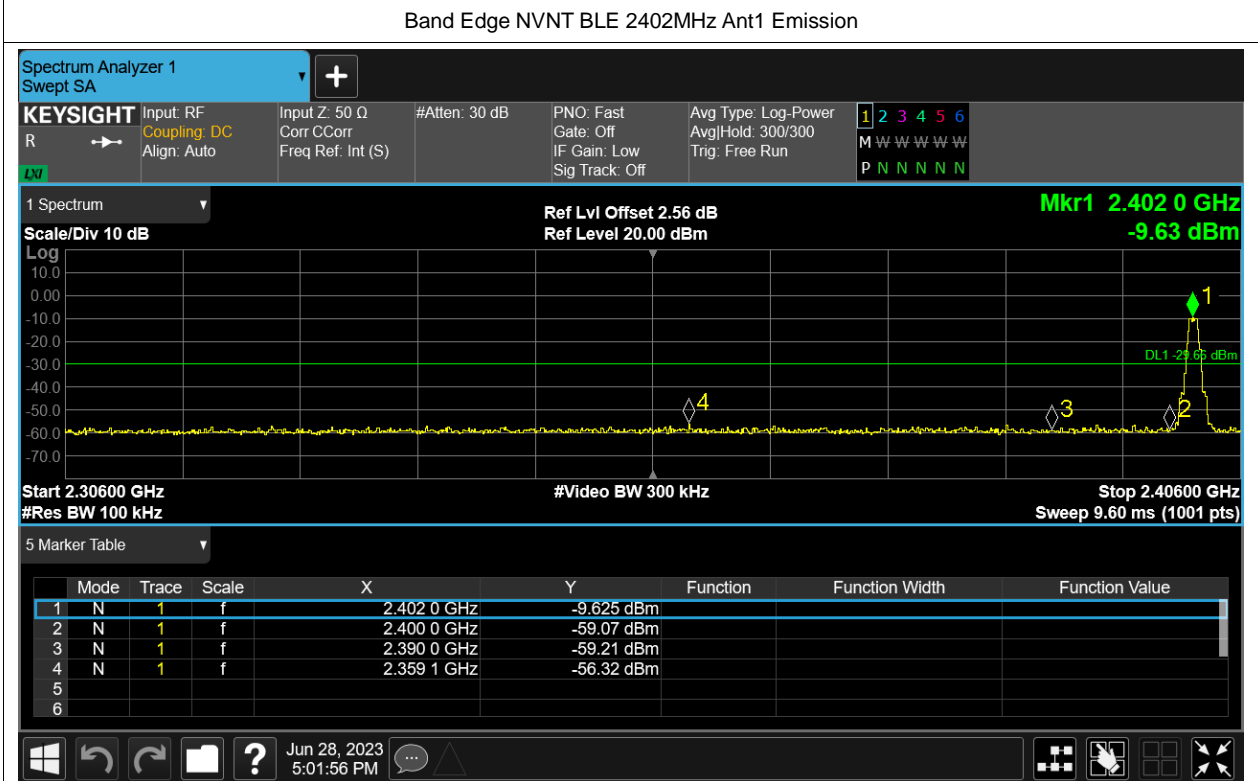 Band Edge NVNT BLE 2402MHz Ant1 Emission
Spectrum Analyzer 1
Swept SA
+
KEYSIGHT
R
LXI
Input: RF
Coupling: DC
Align: Auto
Input Z: 50 Ω
Corr CCorr
Freq Ref: Int (S)
#Atten: 30 dB
PNO: Fast
Gate: Off
IF Gain: Low
Sig Track: Off
Avg Type: Log-Power
Avg|Hold: 300/300
Trig: Free Run
1 2 3 4 5 6
M W W W W W
P N N N N N
1 Spectrum
Scale/Div 10 dB
Ref Lvl Offset 2.56 dB
Ref Level 20.00 dBm
Mkr1 2.402 0 GHz
-9.63 dBm
Log
10.0
0.00
-10.0
-20.0
-30.0
-40.0
-50.0
-60.0
-70.0
1
DL1 -29.66 dBm
4
3
2
Start 2.30600 GHz
#Res BW 100 kHz
#Video BW 300 kHz
Stop 2.40600 GHz
Sweep 9.60 ms (1001 pts)
5 Marker Table
Mode Trace Scale X Y Function Function Width Function Value
1 N 1 f 2.402 0 GHz -9.625 dBm
2 N 1 f 2.400 0 GHz -59.07 dBm
3 N 1 f 2.390 0 GHz -59.21 dBm
4 N 1 f 2.359 1 GHz -56.32 dBm
5
6
?
Jun 28, 2023
5:01:56 PM